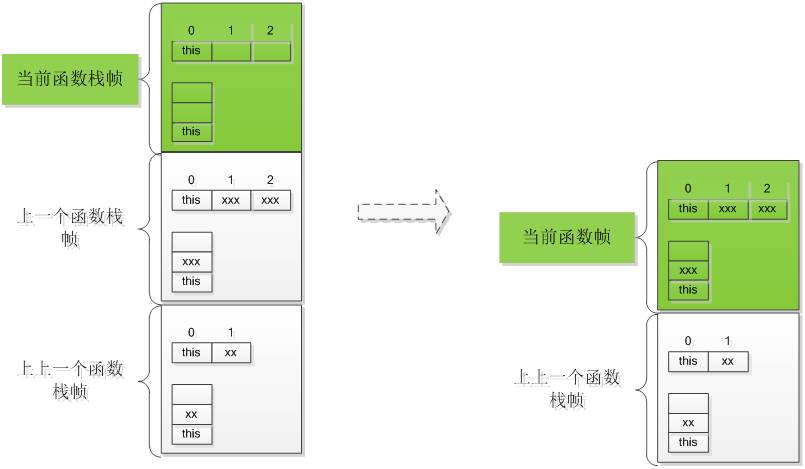 0 1 2
this
当前函数栈帧
this
0 1 2
this xxx xxx
上一个函数栈
帧
xxx
this
0 1
this xx
上上一个函数
栈帧
xx
this
0 1 2
this xxx xxx
当前函数帧
xxx
this
0 1
this xx
上上一个函数
栈帧
xx
this